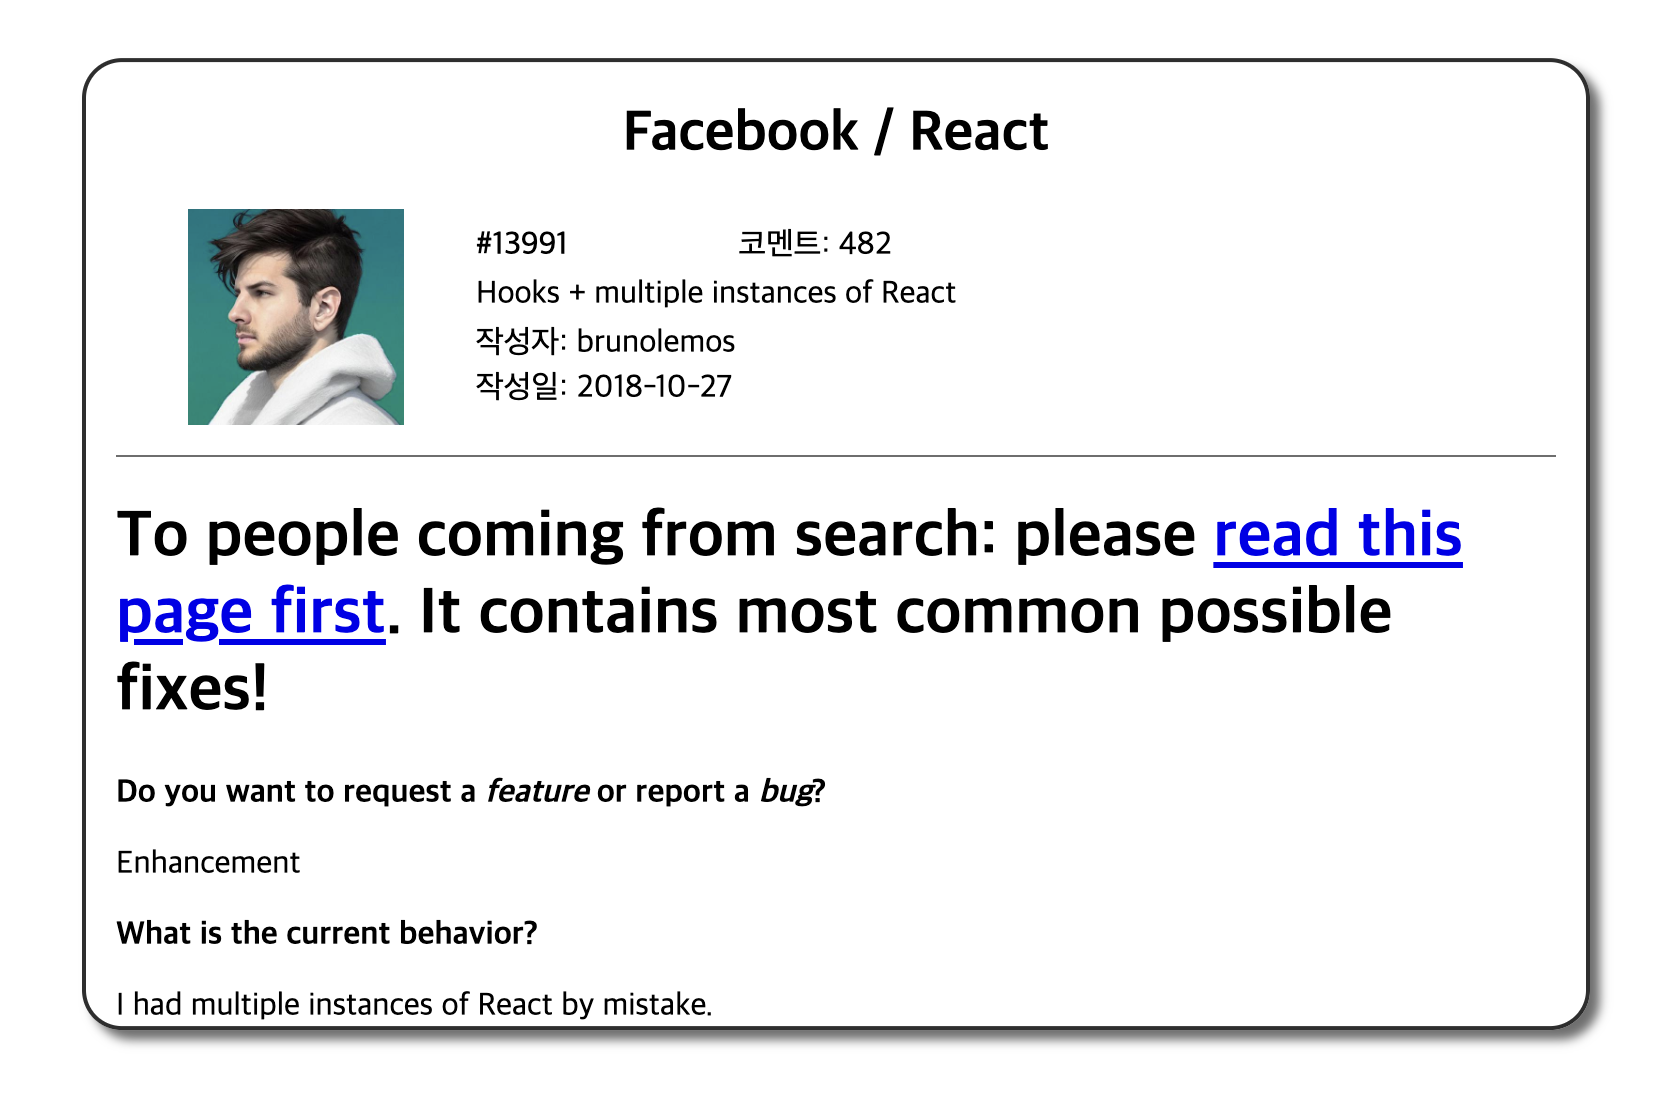 Facebook / React
#13991 코멘트: 482
Hooks + multiple instances of React
작성자: brunolemos
작성일: 2018-10-27
To people coming from search: please read this
page first. It contains most common possible
fixes!
Do you want to request a feature or report a bug?
Enhancement
What is the current behavior?
I had multiple instances of React by mistake.